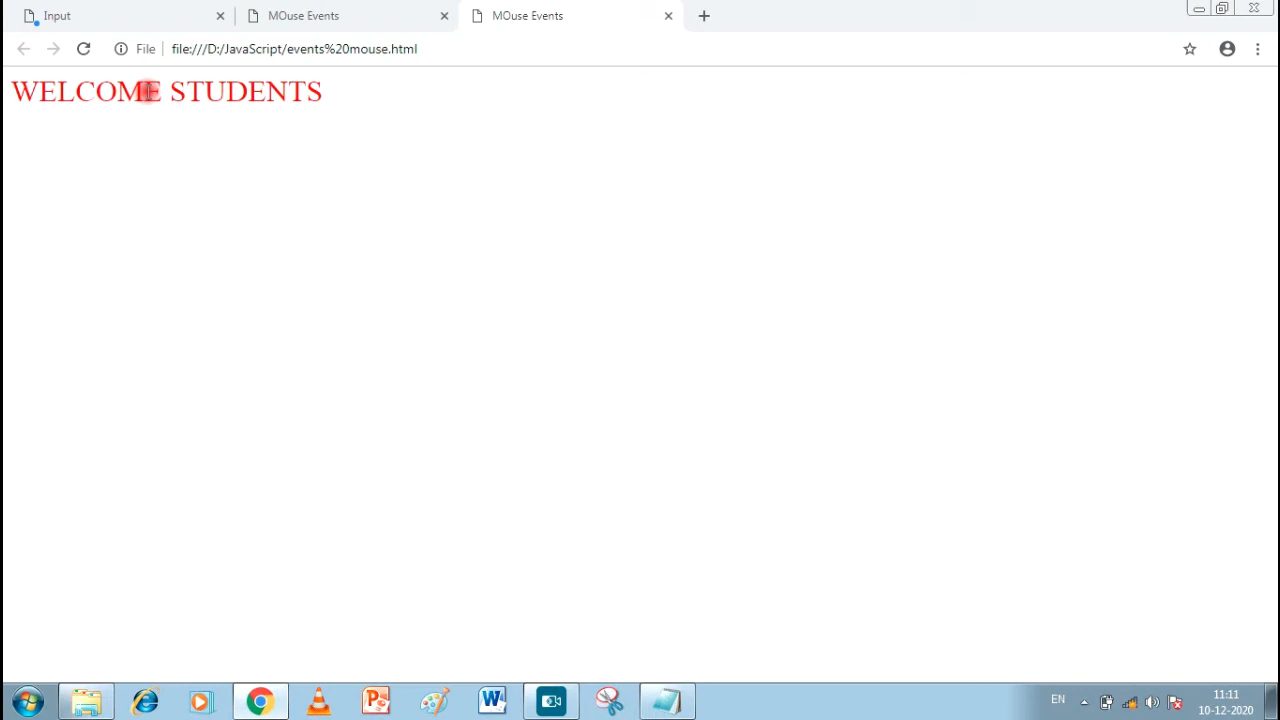 Input
MOuse Events
MOuse Events
File
file:///D:/JavaScript/events%20mouse.html
WELCOME STUDENTS
EN
11:11
10-12-2020